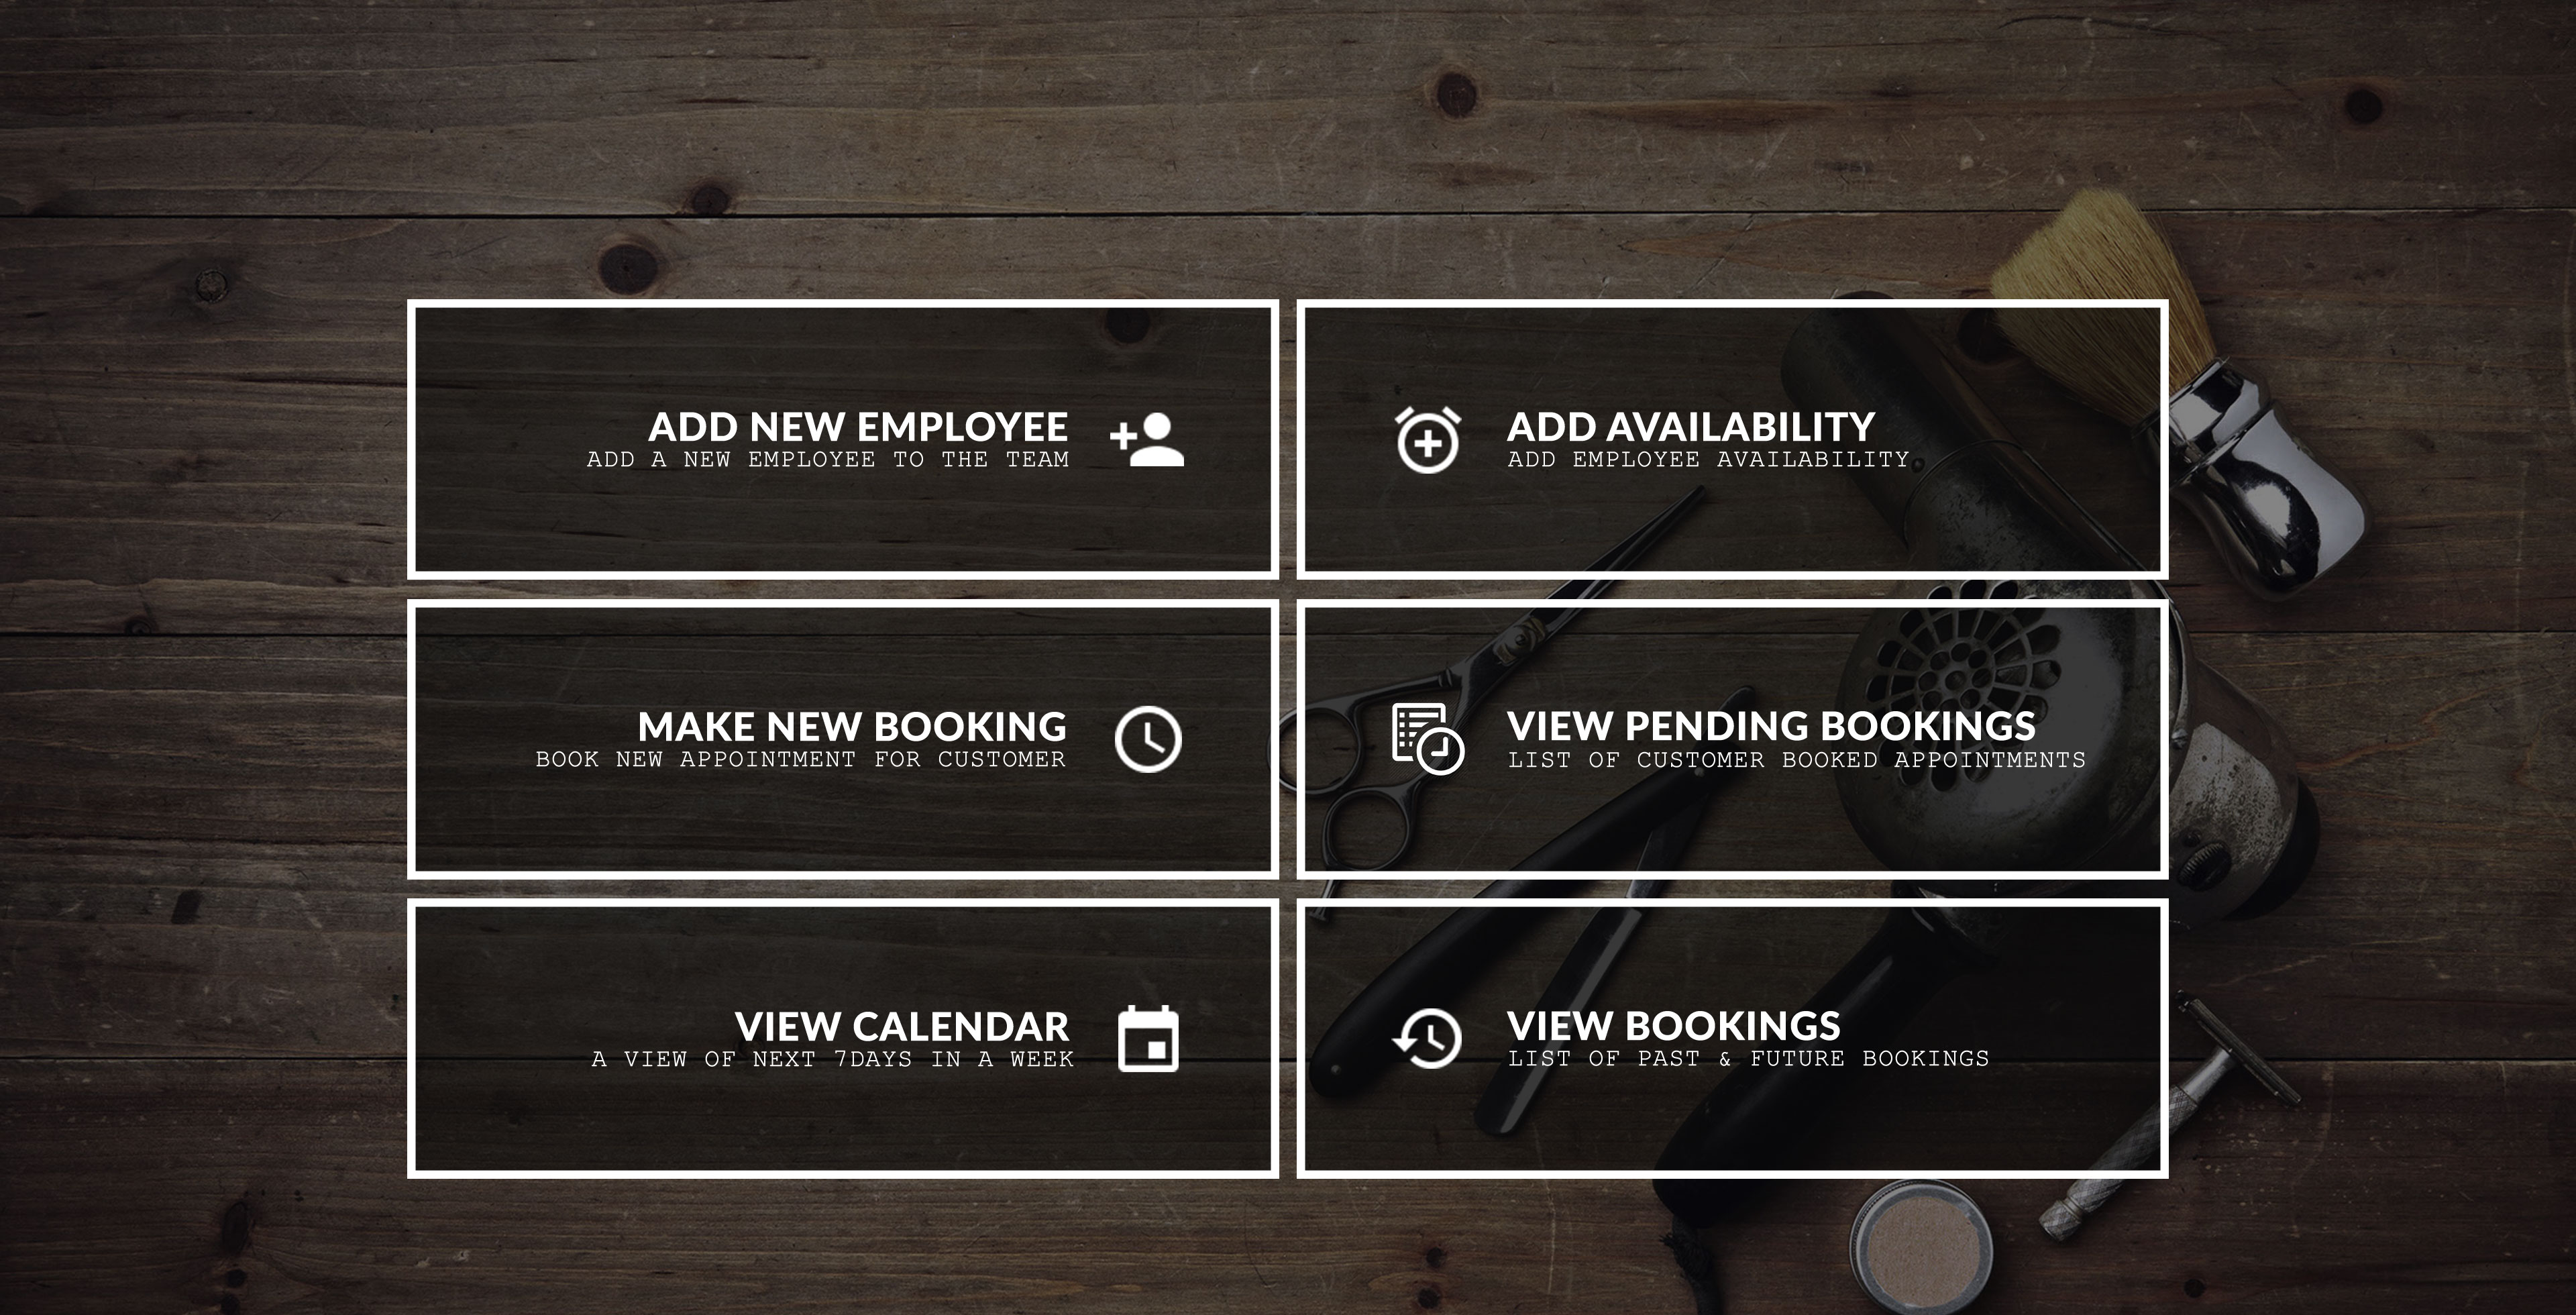 ADD NEW EMPLOYEE
ADD A NEW EMPLOYEE TO THE TEAM
ADD AVAILABILITY
ADD EMPLOYEE AVAILABILITY
MAKE NEW BOOKING
BOOK NEW APPOINTMENT FOR CUSTOMER
VIEW PENDING BOOKINGS
LIST OF CUSTOMER BOOKED APPOINTMENTS
VIEW CALENDAR
A VIEW OF NEXT 7DAYS IN A WEEK
VIEW BOOKINGS
LIST OF PAST & FUTURE BOOKINGS